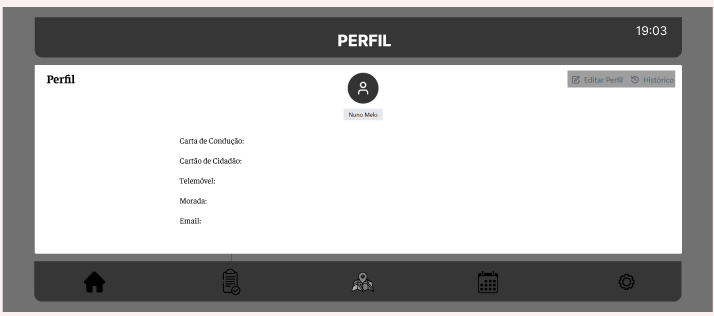 19:03
PERFIL
Perfil
Editar Perfil Histórico
Nuno Melo
Carta de Condução:
Cartão de Cidadão:
Telemóvel:
Morada:
Email: